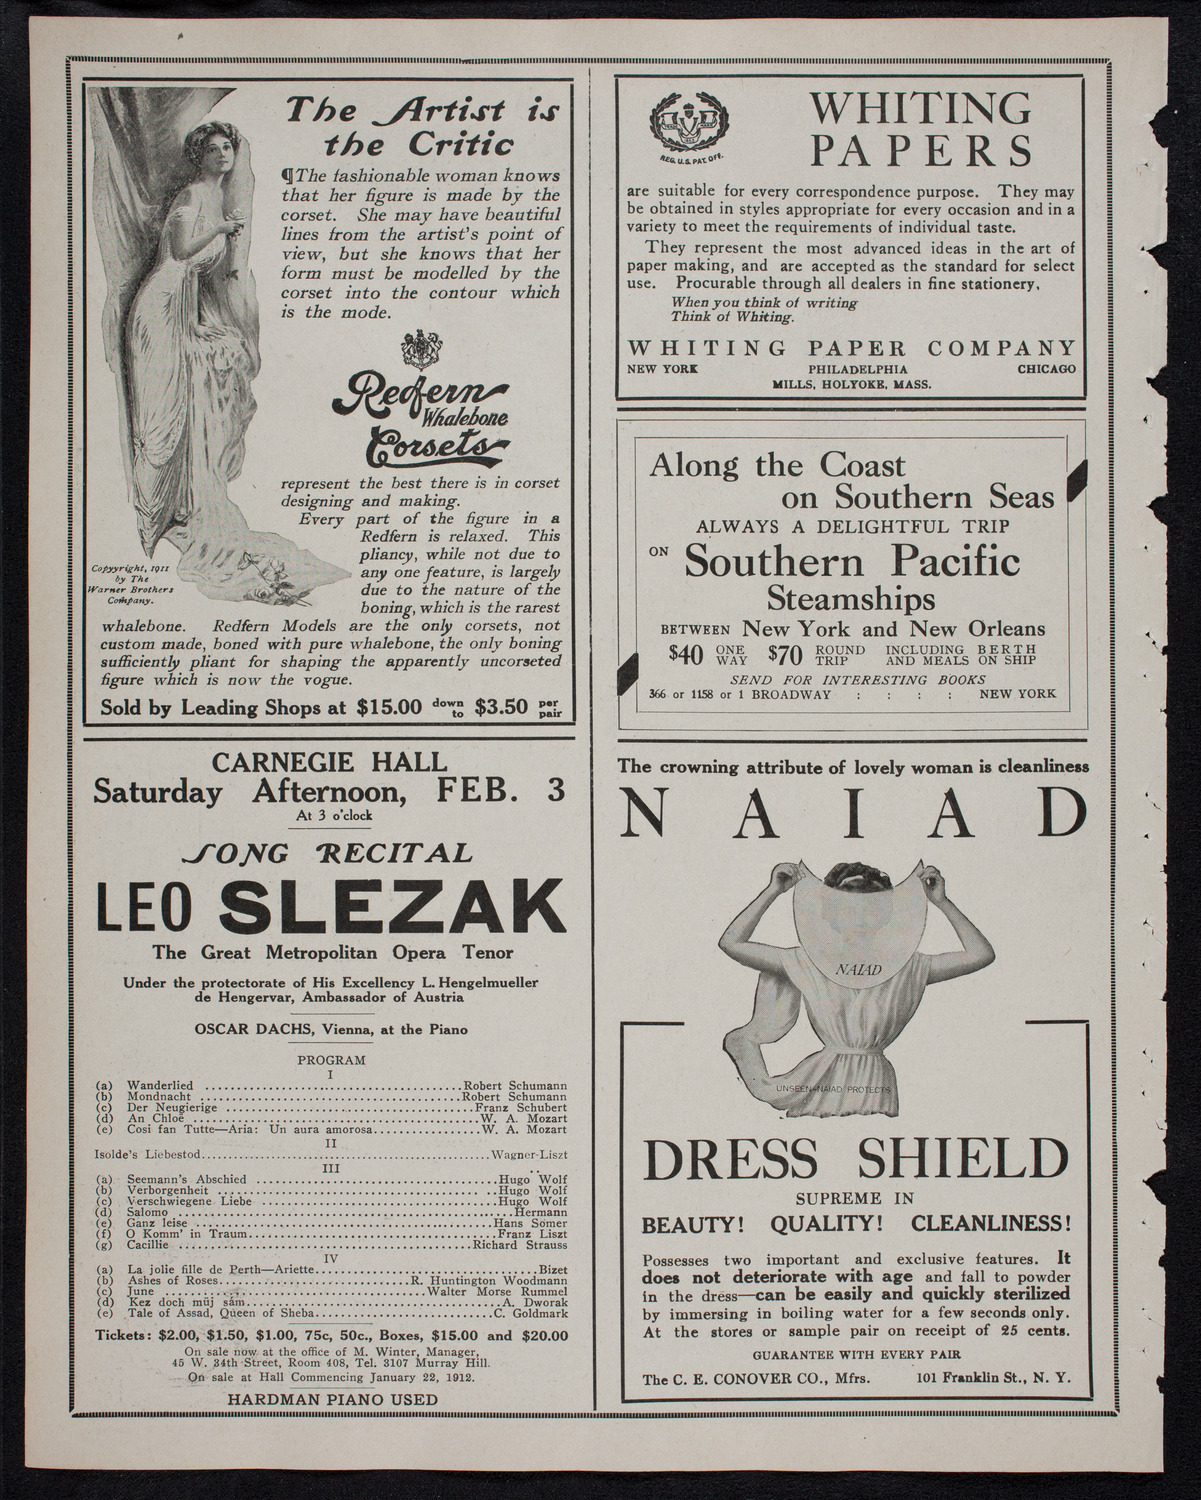 The Artist is
the Critic
¶The fashionable woman knows
that her figure is made by the
corset. She may have beautiful
lines from the artist's point of
view, but she knows that her
form must be modelled by the
corset into the contour which
is the mode.
Redfern
Whalebone
Corsets
represent the best there is in corset
designing and making.
Every part of the figure in a
Redfern is relaxed. This
pliancy, while not due to
any one feature, is largely
due to the nature of the
boning, which is the rarest
whalebone. Redfern Models are the only corsets, not
custom made, boned with pure whalebone, the only boning
sufficiently pliant for shaping the apparently uncorseted
figure which is now the vogue.
Copyright, 1911
by The
Warner Brothers
Company.
Sold by Leading Shops at $15.00 down to $3.50 per pair
CARNEGIE HALL
Saturday Afternoon, FEB. 3
At 3 o'clock
SONG RECITAL
LEO SLEZAK
The Great Metropolitan Opera Tenor
Under the protectorate of His Excellency L. Hengelmueller
de Hengervar, Ambassador of Austria
OSCAR DACHS, Vienna, at the Piano
PROGRAM
I
(a) Wanderlied ........ Robert Schumann
(b) Mondnacht ........ Robert Schumann
(c) Der Neugierige ........ Franz Schubert
(d) An Chloe ........ W. A. Mozart
(e) Cosi fan Tutte—Aria: Un aura amorosa ........ W. A. Mozart
II
Isolde's Liebestod ........ Wagner-Liszt
III
(a) Seemann's Abschied ........ Hugo Wolf
(b) Verborgenheit ........ Hugo Wolf
(c) Verschwiegene Liebe ........ Hugo Wolf
(d) Salomo ........ Hermann
(e) Ganz leise ........ Hans Sömer
(f) O Komm' in Traum ........ Franz Liszt
(g) Cacillie ........ Richard Strauss
IV
(a) La jolie fille de Perth—Ariette ........ Bizet
(b) Ashes of Roses ........ R. Huntington Woodmann
(c) June ........ Walter Morse Rummel
(d) Kez doch müj säm ........ A. Dworak
(e) Tale of Assad, Queen of Sheba ........ C. Goldmark
Tickets: $2.00, $1.50, $1.00, 75c, 50c., Boxes, $15.00 and $20.00
On sale now at the office of M. Winter, Manager,
45 W. 34th Street, Room 408, Tel. 3107 Murray Hill.
On sale at Hall Commencing January 22, 1912.
HARDMAN PIANO USED
REG. U.S. PAT. OFF.
WHITING
PAPERS
are suitable for every correspondence purpose. They may
be obtained in styles appropriate for every occasion and in a
variety to meet the requirements of individual taste.
They represent the most advanced ideas in the art of
paper making, and are accepted as the standard for select
use. Procurable through all dealers in fine stationery.
When you think of writing
Think of Whiting.
WHITING PAPER COMPANY
NEW YORK PHILADELPHIA CHICAGO
MILLS, HOLYOKE, MASS.
Along the Coast
on Southern Seas
ALWAYS A DELIGHTFUL TRIP
ON Southern Pacific
Steamships
BETWEEN New York and New Orleans
$40 ONE WAY $70 ROUND TRIP INCLUDING BERTH AND MEALS ON SHIP
SEND FOR INTERESTING BOOKS
366 or 1158 or 1 BROADWAY : : : : NEW YORK
The crowning attribute of lovely woman is cleanliness
NAIAD
NAIAD
UNSEEN-NAIAD PROTECTS
DRESS SHIELD
SUPREME IN
BEAUTY! QUALITY! CLEANLINESS!
Possesses two important and exclusive features. It
does not deteriorate with age and fall to powder
in the dress—can be easily and quickly sterilized
by immersing in boiling water for a few seconds only.
At the stores or sample pair on receipt of 25 cents.
GUARANTEE WITH EVERY PAIR
The C. E. CONOVER CO., Mfrs. 101 Franklin St., N. Y.